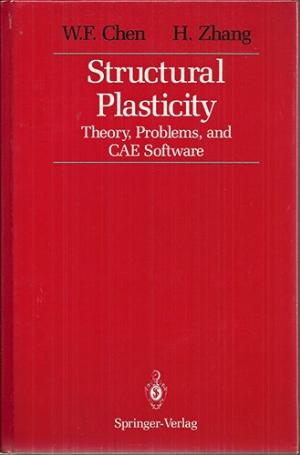 W.F. Chen H. Zhang
Structural
Plasticity
Theory, Problems, and
CAE Software
Springer-Verlag